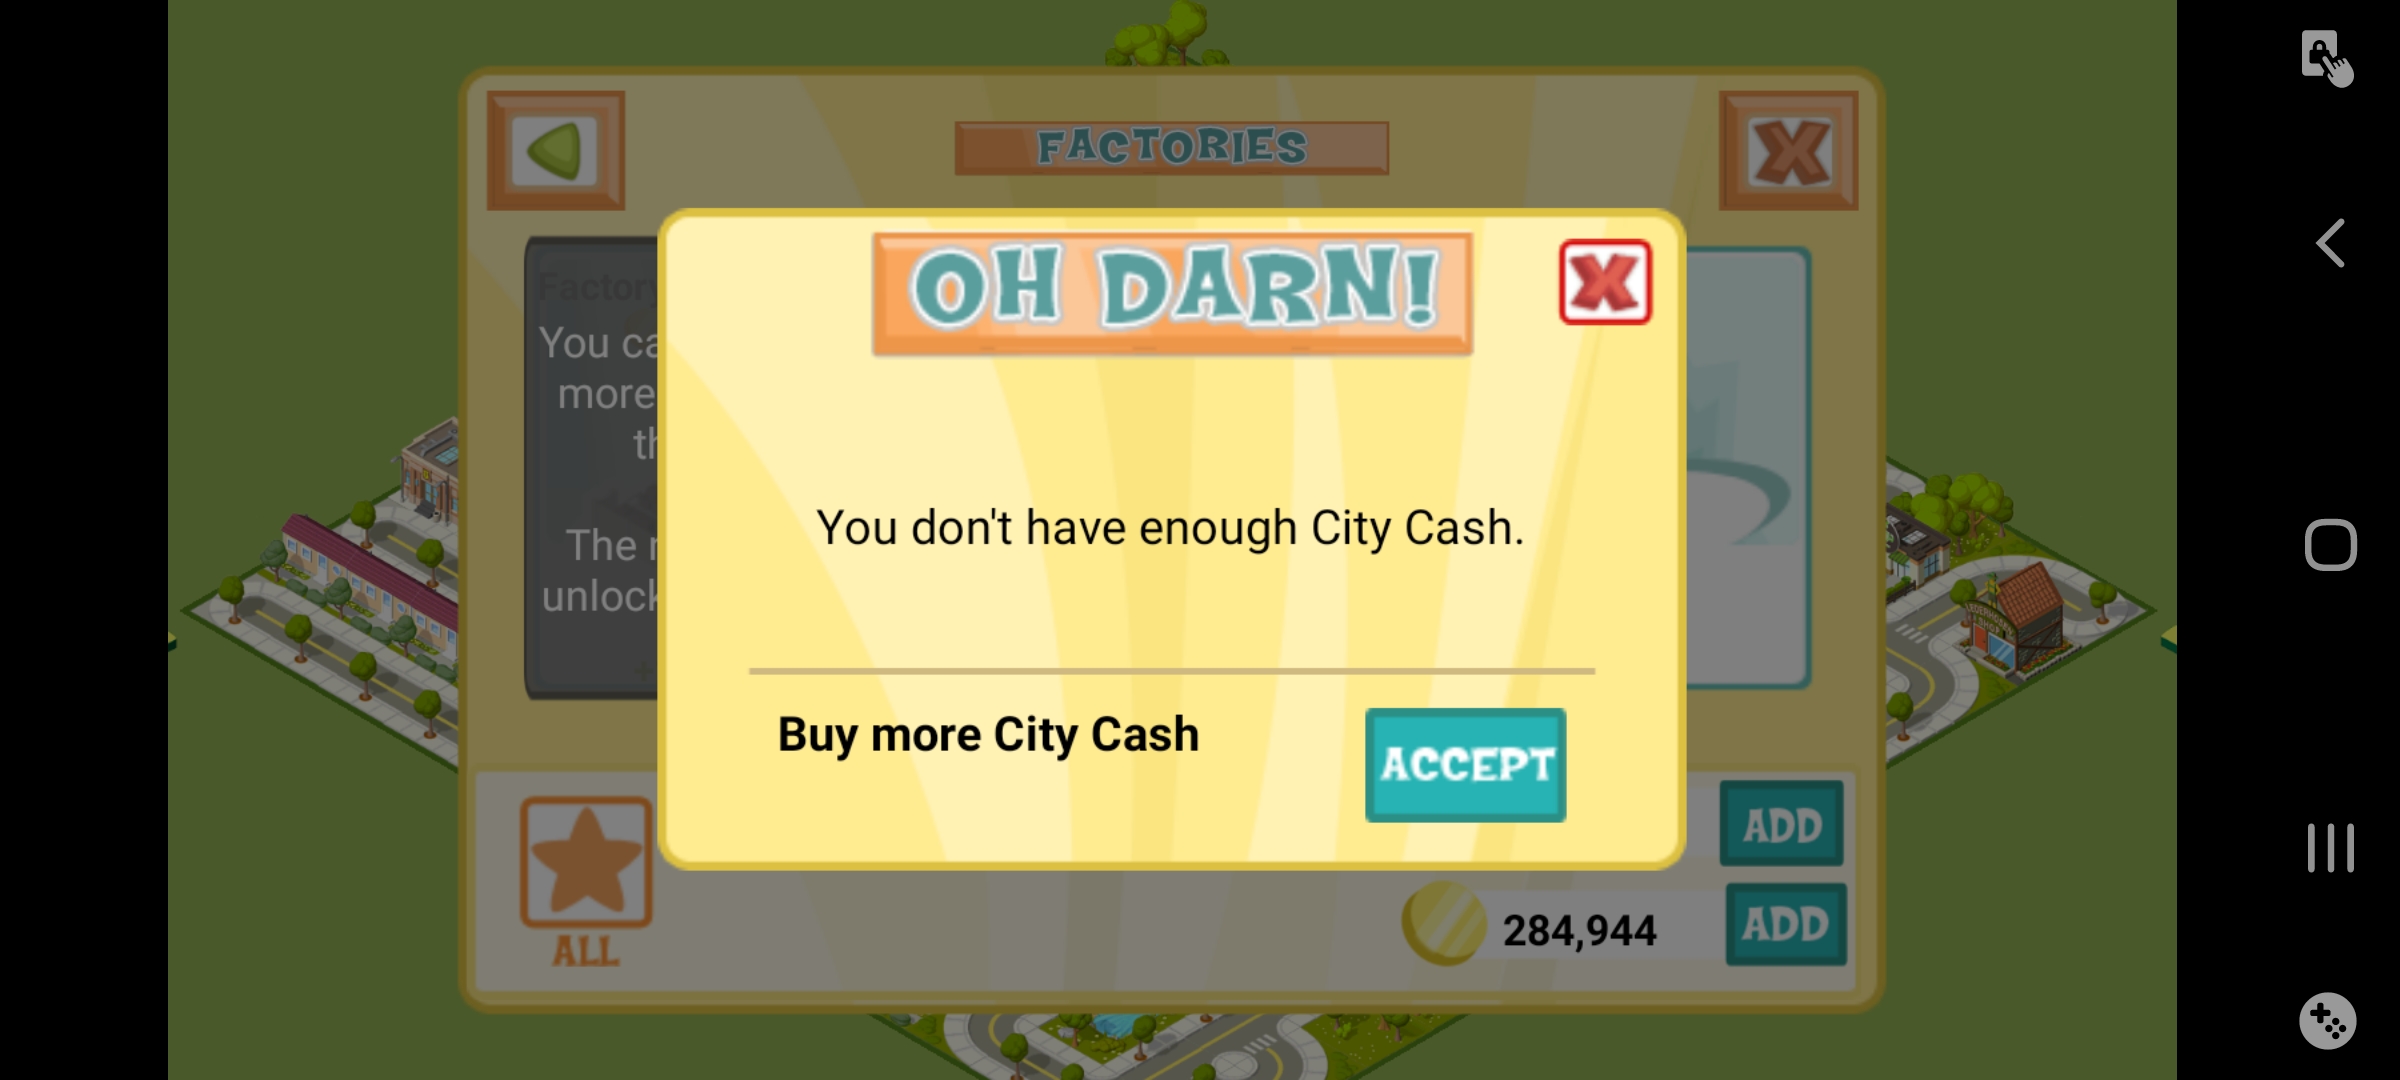 FACTORIES
OH DARN!
Factory
You ca
more
th
The
unlock
You don't have enough City Cash.
Buy more City Cash
ACCEPT
ADD
284,944
ADD
ALL